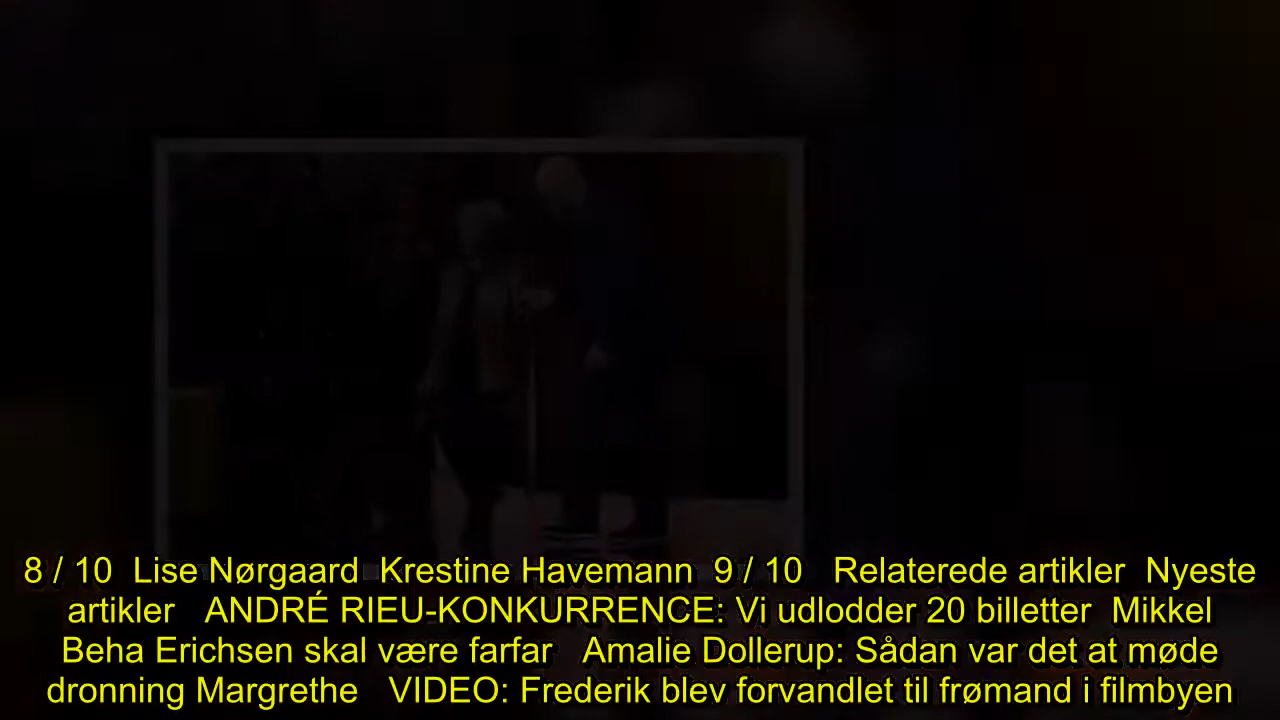 8 / 10 Lise Nørgaard Krestine Havemann 9 / 10 Relaterede artikler Nyeste
artikler ANDRÉ RIEU-KONKURRENCE: Vi udlodder 20 billetter Mikkel
Beha Erichsen skal være farfar Amalie Dollerup: Sådan var det at møde
dronning Margrethe VIDEO: Frederik blev forvandlet til frømand i filmbyen